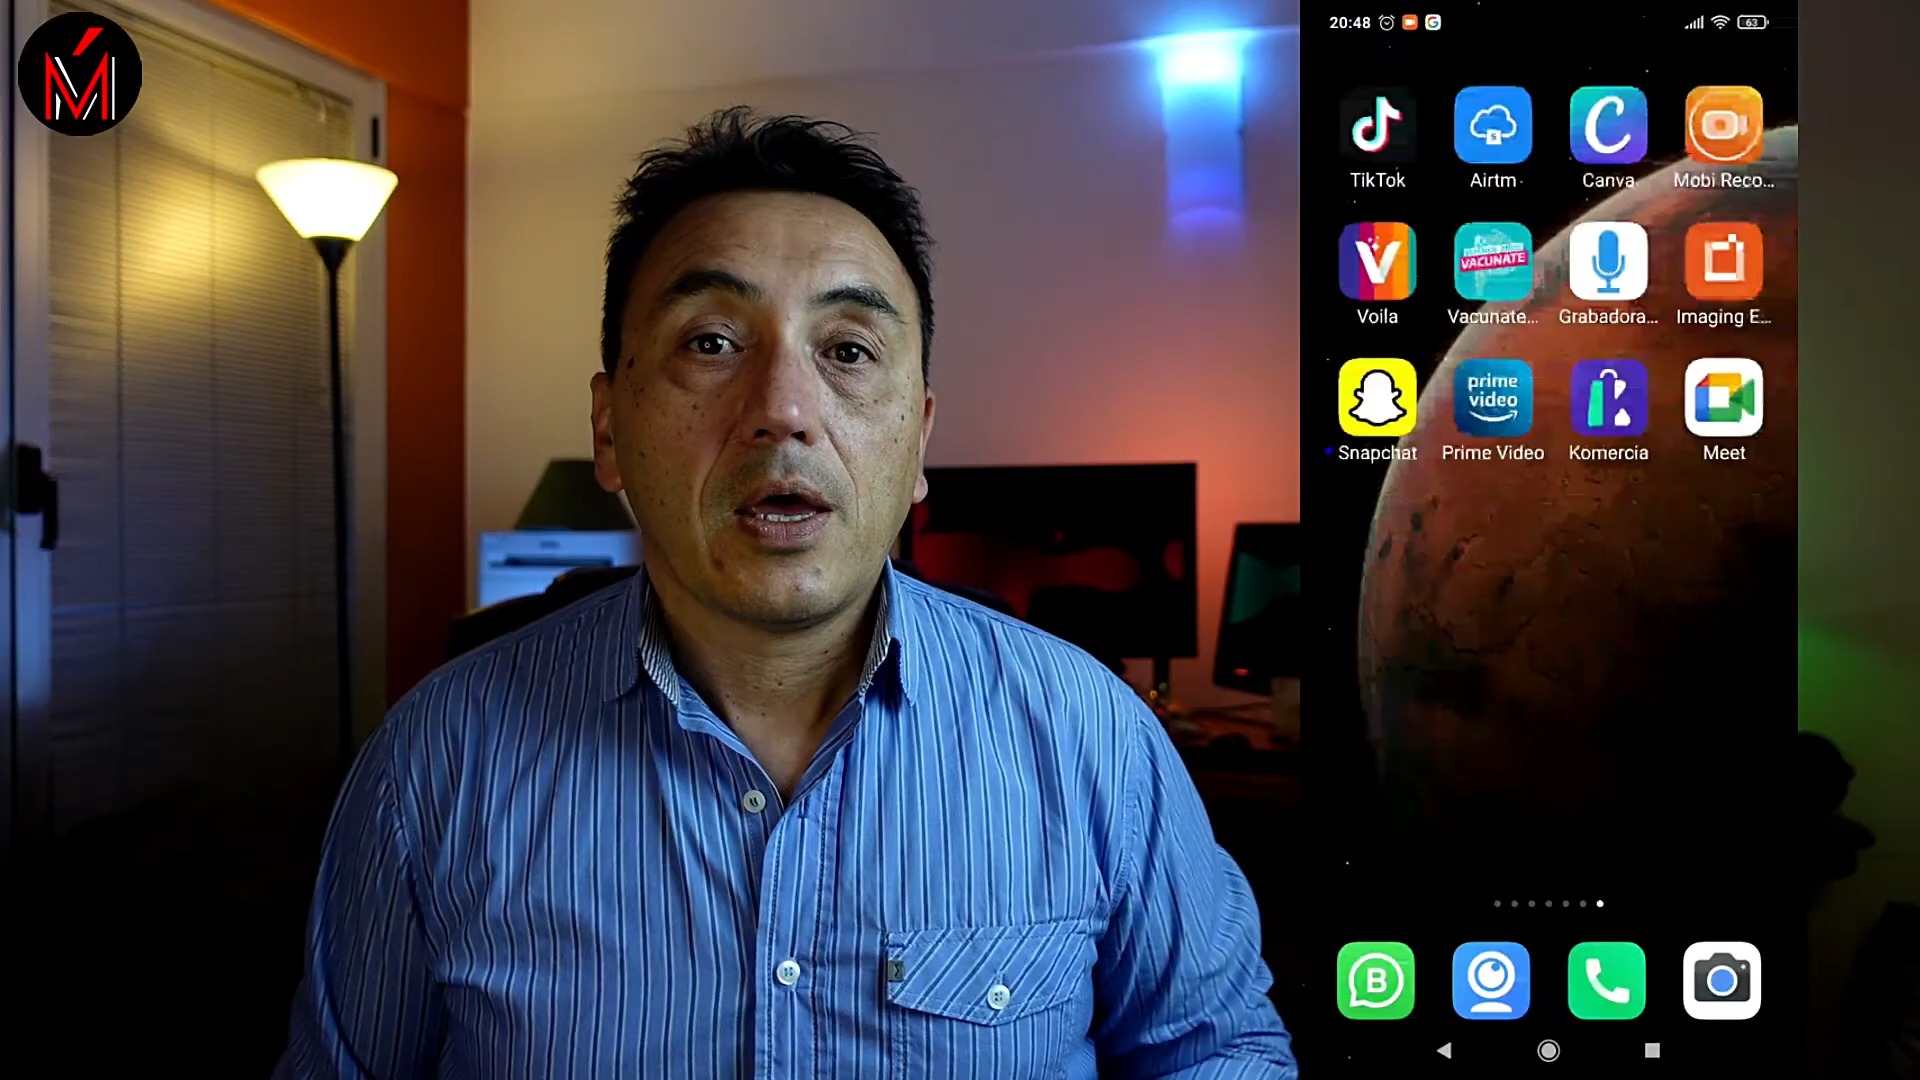 M
20:48
63
TikTok
Airtm
Canva
Mobi Reco...
VACUNATE
Voila
Vacunate...
Grabadora...
Imaging E...
prime
video
Snapchat
Prime Video
Komercia
Meet
B